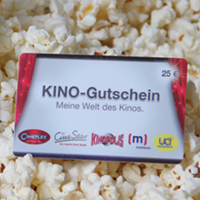 25 €
KINO-Gutschein
Meine Welt des Kinos.
CINEPLEX
CineStar
KINOPOLIS
(m)
UCI